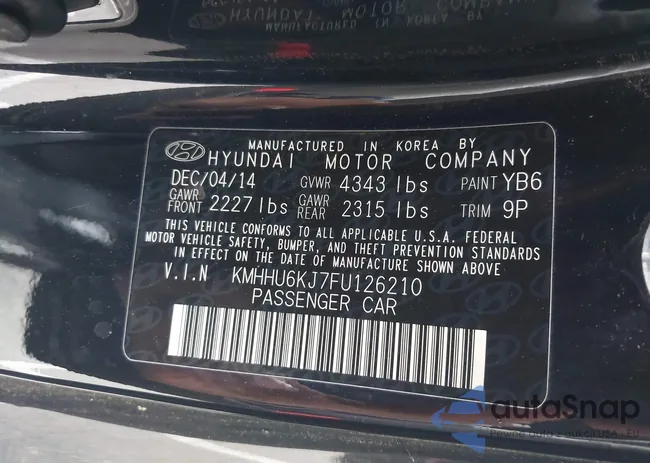 MANUFACTURED IN KOREA BY
HYUNDAI MOTOR COMPANY
DEC/04/14 GVWR 4343 lbs PAINT YB6
GAWR FRONT 2227 lbs GAWR REAR 2315 lbs TRIM 9P
THIS VEHICLE CONFORMS TO ALL APPLICABLE U.S.A. FEDERAL
MOTOR VEHICLE SAFETY, BUMPER, AND THEFT PREVENTION STANDARDS
IN EFFECT ON THE DATE OF MANUFACTURE SHOWN ABOVE
V.I.N KMHHU6KJ7FU126210
PASSENGER CAR
autoSnap